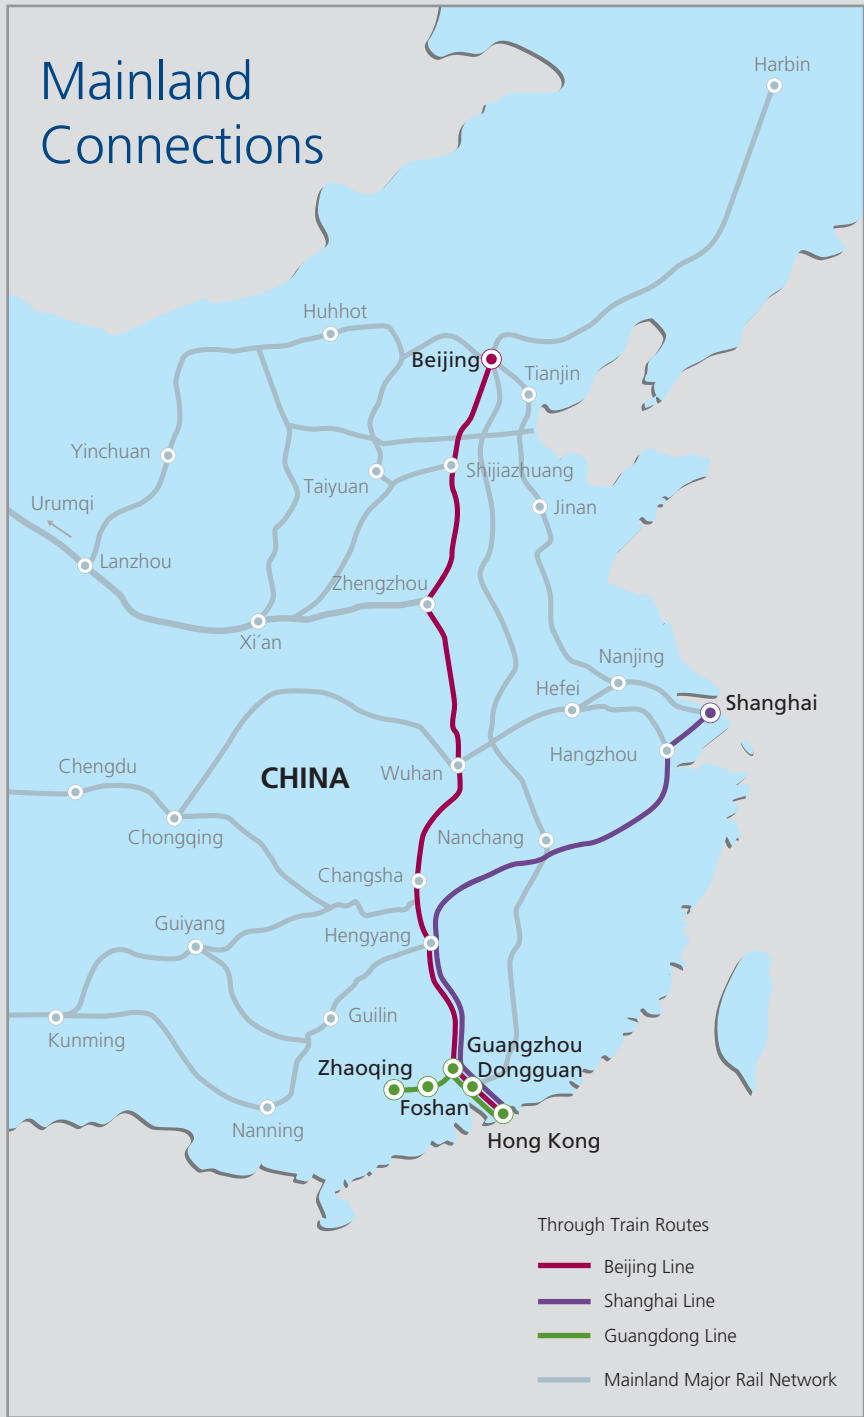 Mainland
Connections
Harbin
Huhhot
Beijing
Tianjin
Yinchuan
Shijiazhuang
Taiyuan
Urumqi
Jinan
Lanzhou
Zhengzhou
Xi´an
Nanjing
Hefei
Shanghai
Hangzhou
Chengdu
CHINA
Wuhan
Chongqing
Nanchang
Changsha
Guiyang
Hengyang
Guilin
Kunming
Guangzhou
Zhaoqing
Dongguan
Foshan
Nanning
Hong Kong
Through Train Routes
Beijing Line
Shanghai Line
Guangdong Line
Mainland Major Rail Network